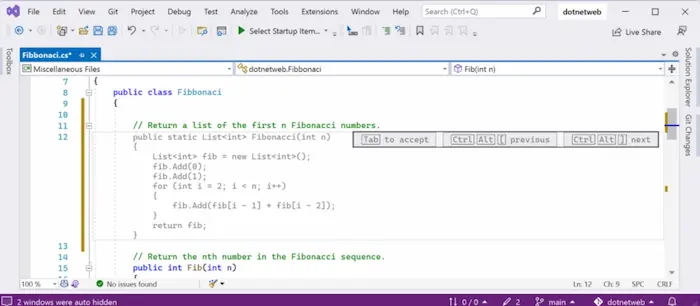 File Edit View Git Project Debug Test Analyze Tools Extensions Window Help Search (Ctrl+Q) dotnetweb
Select Startup Item... Live Share
Fibbonaci.cs*
Miscellaneous Files dotnetweb.Fibbonaci Fib(int n)
Toolbox
Solution Explorer
Git Changes
7 {
8 public class Fibbonaci
9 {
10
11 // Return a list of the first n Fibonacci numbers.
12 public static List<int> Fibonacci(int n) Tab to accept Ctrl Alt [ previous Ctrl Alt ] next
{
List<int> fib = new List<int>();
fib.Add(0);
fib.Add(1);
for (int i = 2; i < n; i++)
{
fib.Add(fib[i - 1] + fib[i - 2]);
}
return fib;
}
13
14 // Return the nth number in the Fibonacci sequence.
15 public int Fib(int n)
100 % No issues found Ln: 12 Ch: 9 SPC CRLF
2 windows were auto hidden 0 / 0 2 main dotnetweb